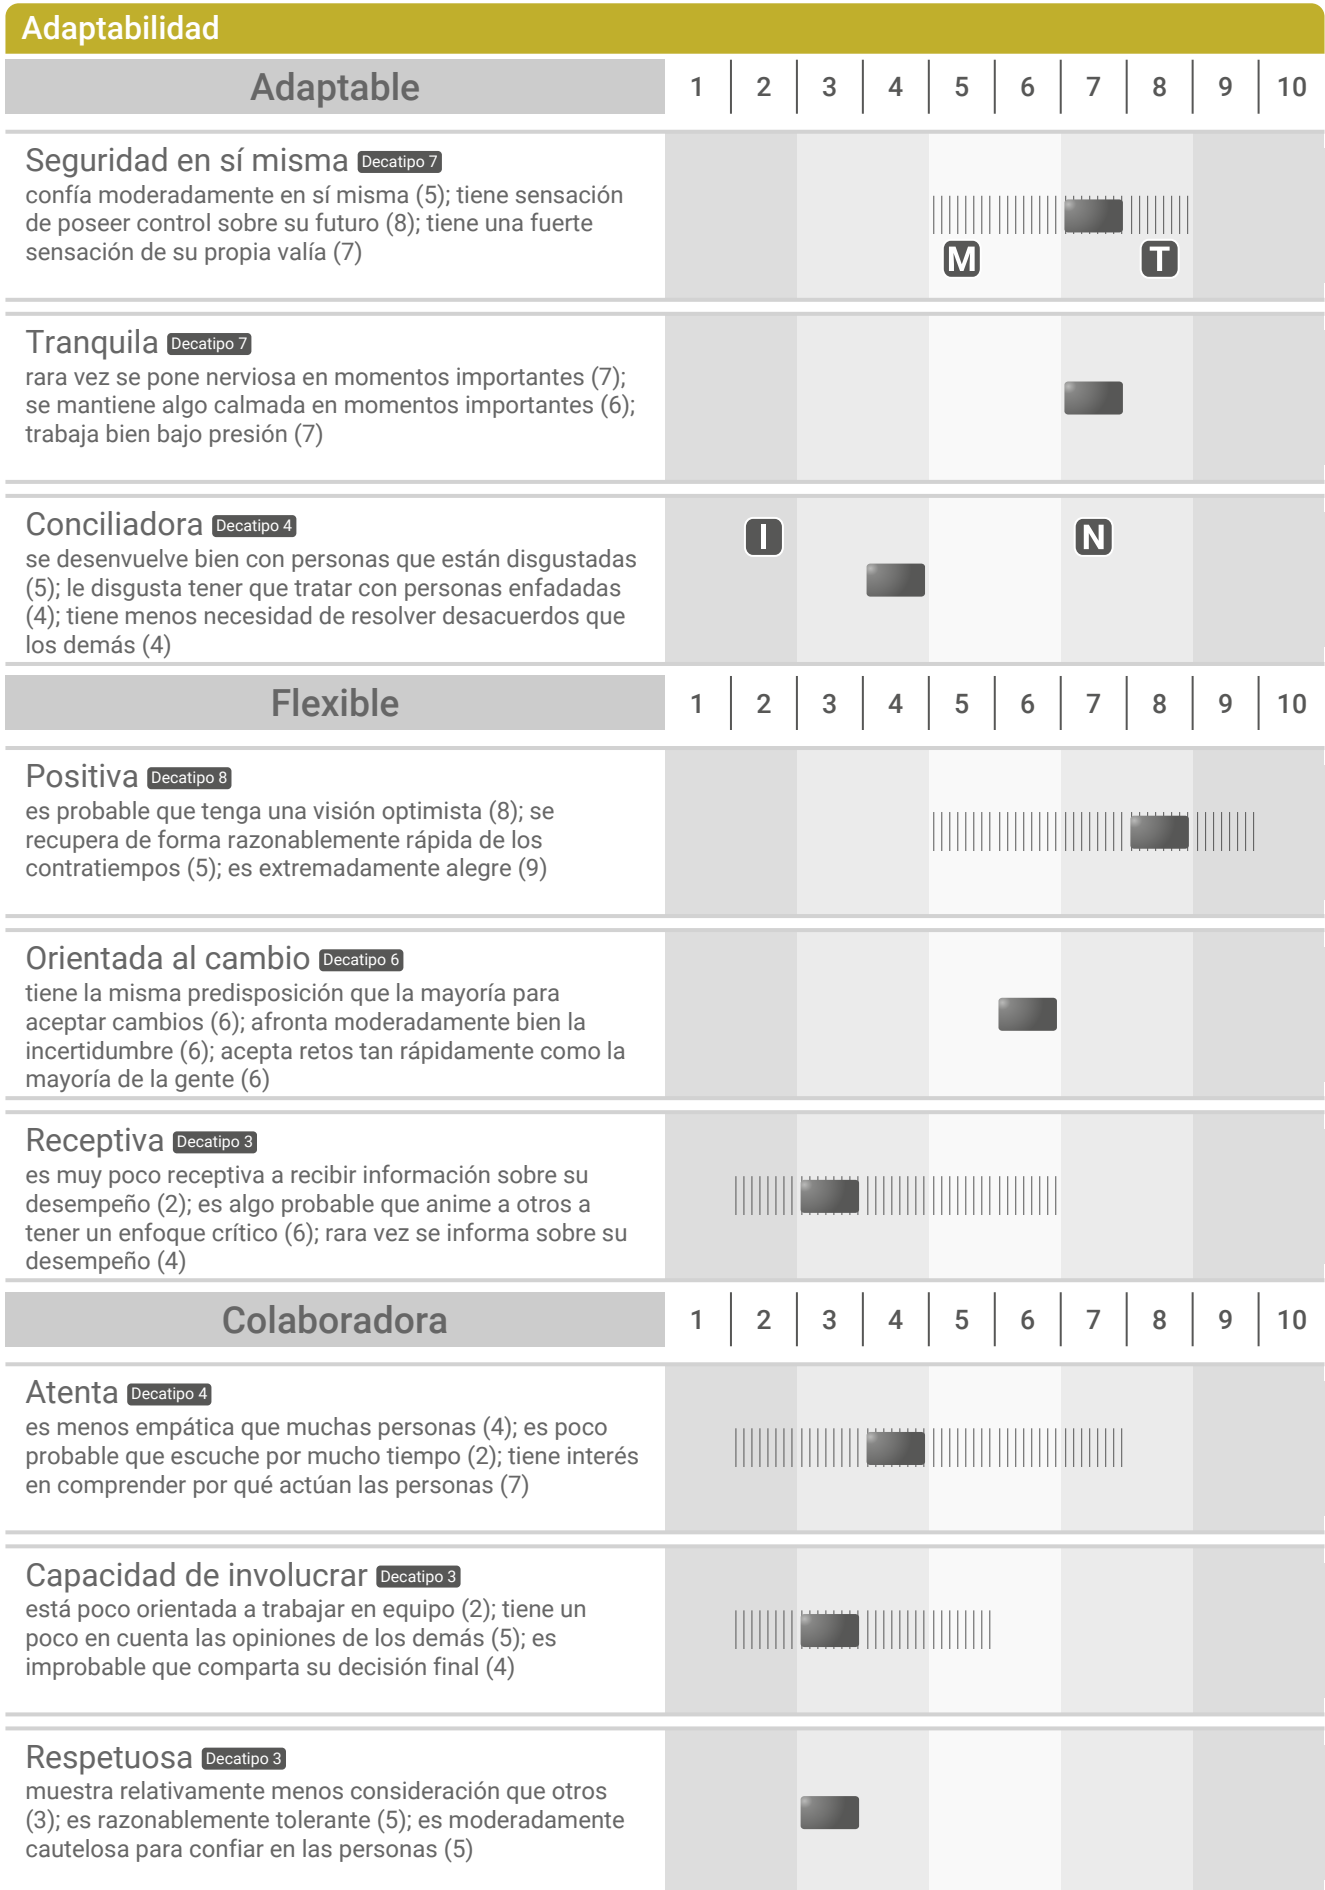 Adaptabilidad
Adaptable 1 2 3 4 5 6 7 8 9 10
Seguridad en sí misma Decatipo 7
confía moderadamente en sí misma (5); tiene sensación
de poseer control sobre su futuro (8); tiene una fuerte
sensación de su propia valía (7)
M T
Tranquila Decatipo 7
rara vez se pone nerviosa en momentos importantes (7);
se mantiene algo calmada en momentos importantes (6);
trabaja bien bajo presión (7)
Conciliadora Decatipo 4
I N
se desenvuelve bien con personas que están disgustadas
(5); le disgusta tener que tratar con personas enfadadas
(4); tiene menos necesidad de resolver desacuerdos que
los demás (4)
Flexible 1 2 3 4 5 6 7 8 9 10
Positiva Decatipo 8
es probable que tenga una visión optimista (8); se
recupera de forma razonablemente rápida de los
contratiempos (5); es extremadamente alegre (9)
Orientada al cambio Decatipo 6
tiene la misma predisposición que la mayoría para
aceptar cambios (6); afronta moderadamente bien la
incertidumbre (6); acepta retos tan rápidamente como la
mayoría de la gente (6)
Receptiva Decatipo 3
es muy poco receptiva a recibir información sobre su
desempeño (2); es algo probable que anime a otros a
tener un enfoque crítico (6); rara vez se informa sobre su
desempeño (4)
Colaboradora 1 2 3 4 5 6 7 8 9 10
Atenta Decatipo 4
es menos empática que muchas personas (4); es poco
probable que escuche por mucho tiempo (2); tiene interés
en comprender por qué actúan las personas (7)
Capacidad de involucrar Decatipo 3
está poco orientada a trabajar en equipo (2); tiene un
poco en cuenta las opiniones de los demás (5); es
improbable que comparta su decisión final (4)
Respetuosa Decatipo 3
muestra relativamente menos consideración que otros
(3); es razonablemente tolerante (5); es moderadamente
cautelosa para confiar en las personas (5)